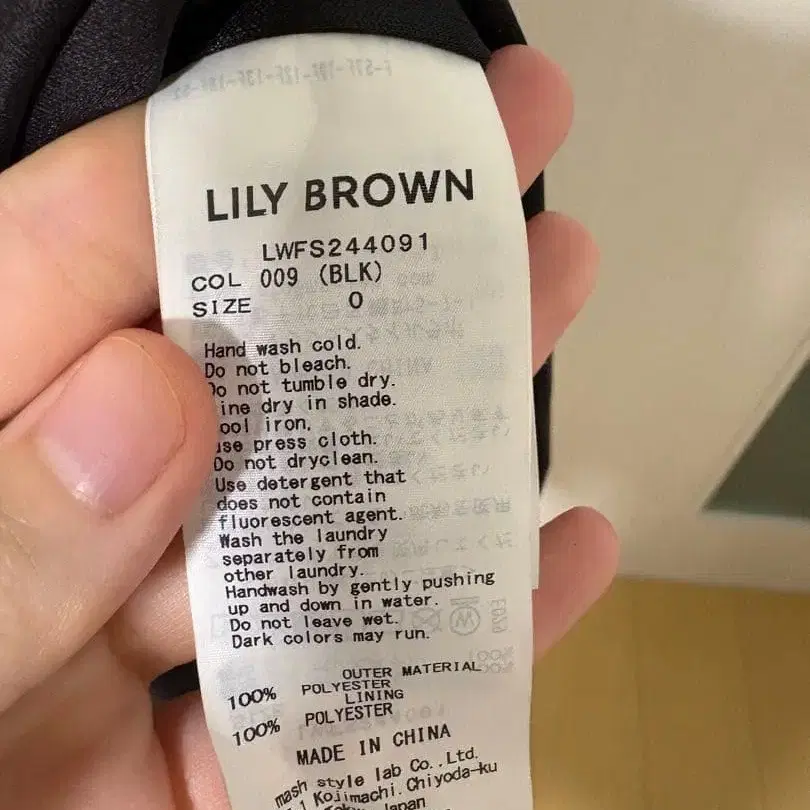 LILY BROWN
LWFS244091
COL 009 (BLK)
SIZE 0
Hand wash cold.
Do not bleach.
Do not tumble dry.
ine dry in shade.
ool iron.
use press cloth.
Do not dryclean.
Use detergent that
does not contain
fluorescent agent.
Wash the laundry
separately from
other laundry.
Handwash by gently pushing
up and down in water.
Do not leave wet.
Dark colors may run.
OUTER MATERIAL
100% POLYESTER
LINING
100% POLYESTER
MADE IN CHINA
mash style lab Co.,Ltd.
1 Kojimachi.Chiyoda-ku
Japan